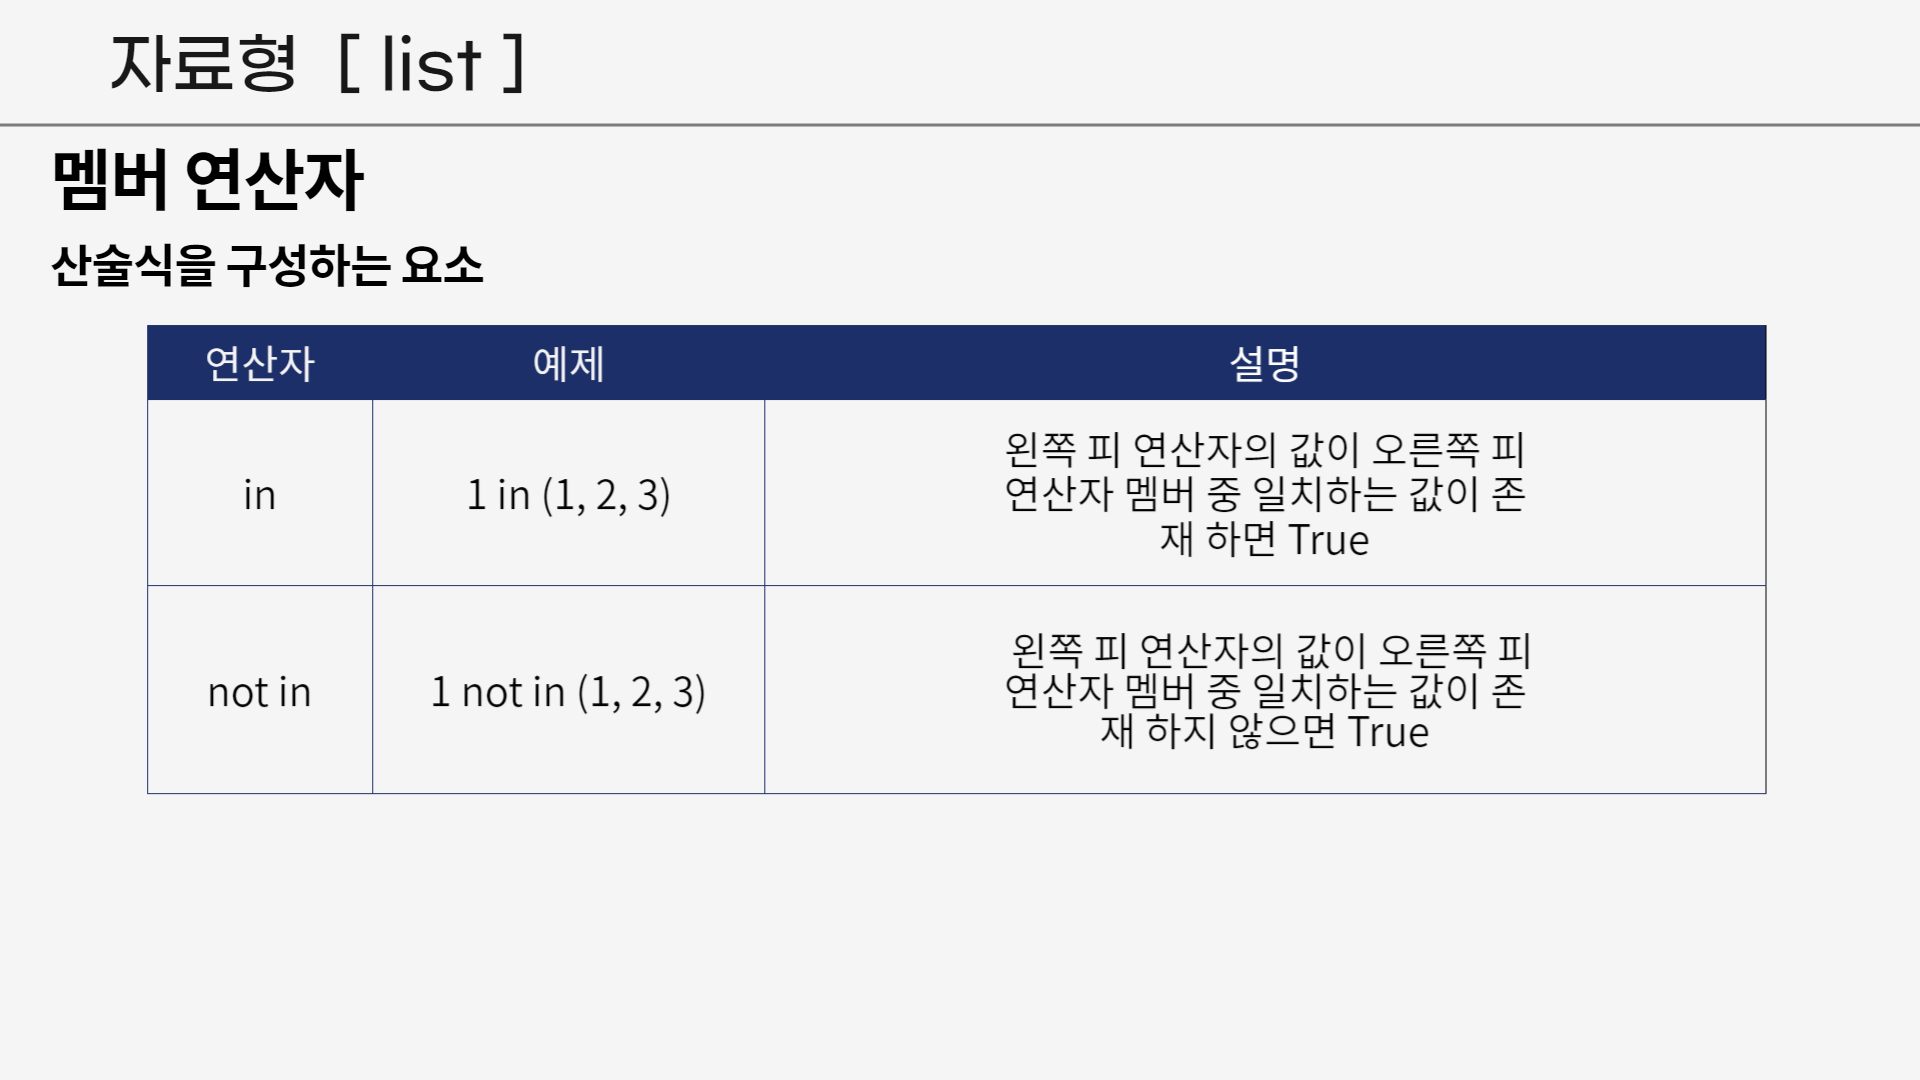 자료형 [ list ]
멤버 연산자
산술식을 구성하는 요소
연산자 예제 설명
in
1 in (1, 2, 3)
왼쪽 피 연산자의 값이 오른쪽 피
연산자 멤버 중 일치하는 값이 존
재 하면 True
not in
1 not in (1, 2, 3)
왼쪽 피 연산자의 값이 오른쪽 피
연산자 멤버 중 일치하는 값이 존
재 하지 않으면 True